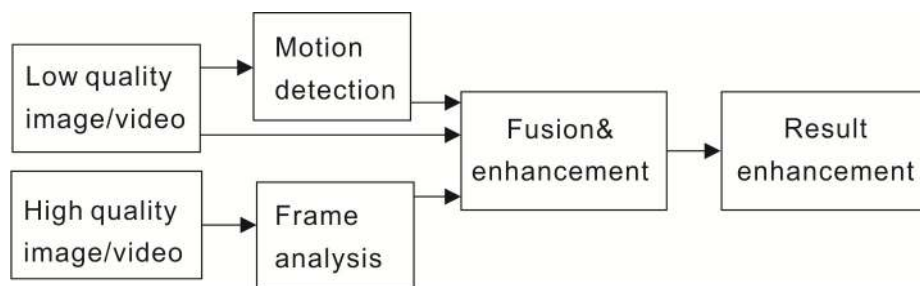 Low quality
image/video
Motion
detection
High quality
image/video
Frame
analysis
Fusion&
enhancement
Result
enhancement